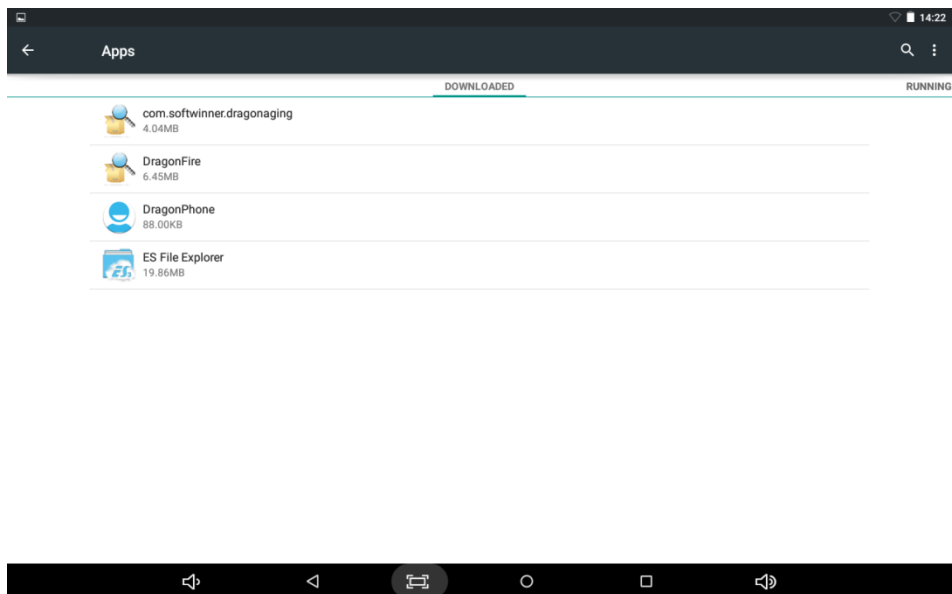 14:22
Apps
DOWNLOADED RUNNING
com.softwinner.dragonaging
4.04MB
DragonFire
6.45MB
DragonPhone
88.00KB
ES File Explorer
19.86MB